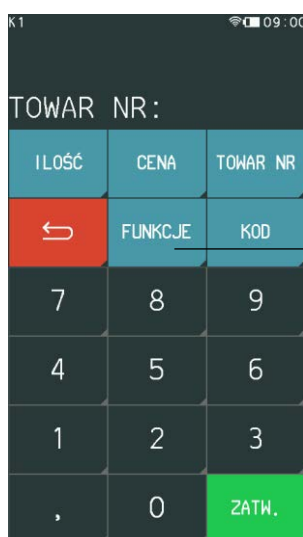 K1 09:00
TOWAR NR:
ILOŚĆ CENA TOWAR NR
FUNKCJE KOD
7 8 9
4 5 6
1 2 3
, 0 ZATW.